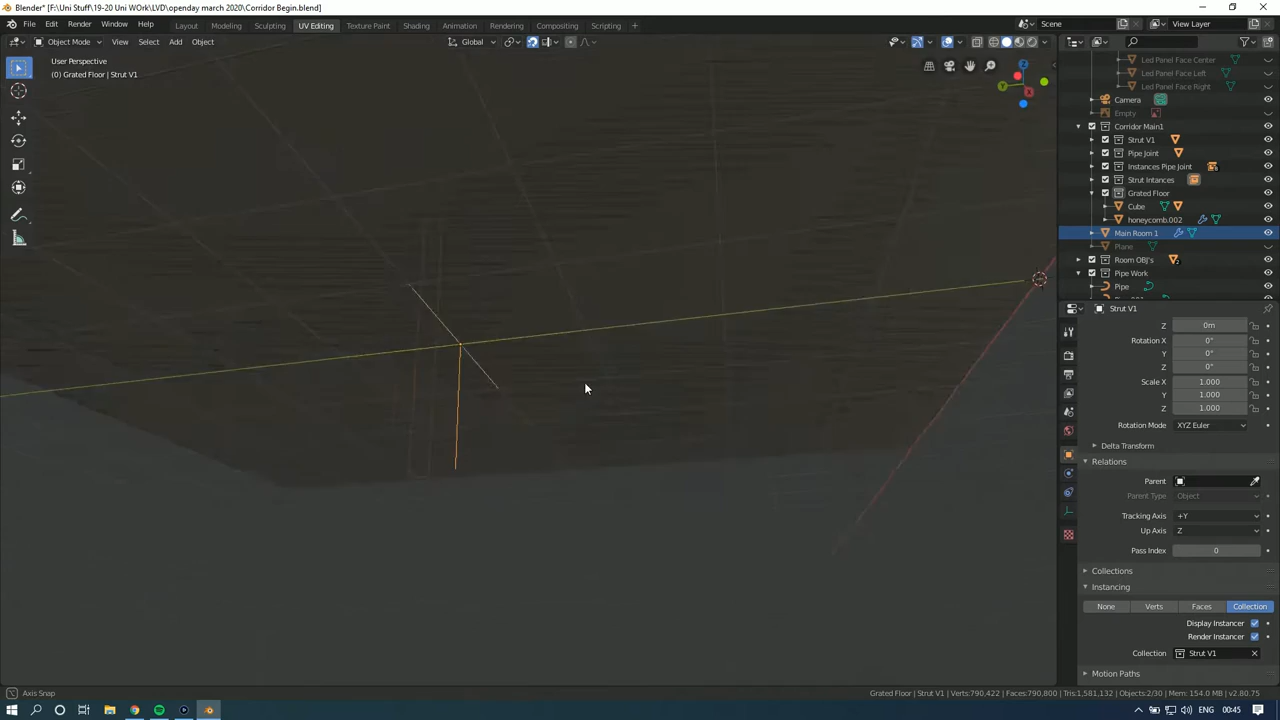 Blender* [F:\Uni Stuff\19-20 Uni WOrk\LVD\openday march 2020\Corridor Begin.blend]
File Edit Render Window Help Layout Modeling Sculpting UV Editing Texture Paint Shading Animation Rendering Compositing Scripting Scene View Layer
Object Mode View Select Add Object Global
User Perspective
(0) Grated Floor | Strut V1
Led Panel Face Center
Led Panel Face Left
Led Panel Face Right
Camera
Empty
Corridor Main1
Strut V1
Pipe Joint
Instances Pipe Joint
Strut Intances
Grated Floor
Cube
honeycomb.002
Main Room 1
Plane
Room OBJ's
Pipe Work
Pipe
Strut V1
Z 0m
Rotation X 0°
Y 0°
Z 0°
Scale X 1.000
Y 1.000
Z 1.000
Rotation Mode XYZ Euler
Delta Transform
Relations
Parent
Parent Type Object
Tracking Axis +Y
Up Axis Z
Pass Index 0
Collections
Instancing
None Verts Faces Collection
Display Instancer
Render Instancer
Collection Strut V1
Motion Paths
Axis Snap Grated Floor | Strut V1 | Verts:790,422 | Faces:790,800 | Tris:1,581,132 | Objects:2/30 | Mem: 154.0 MB | v2.80.75
ENG 00:45